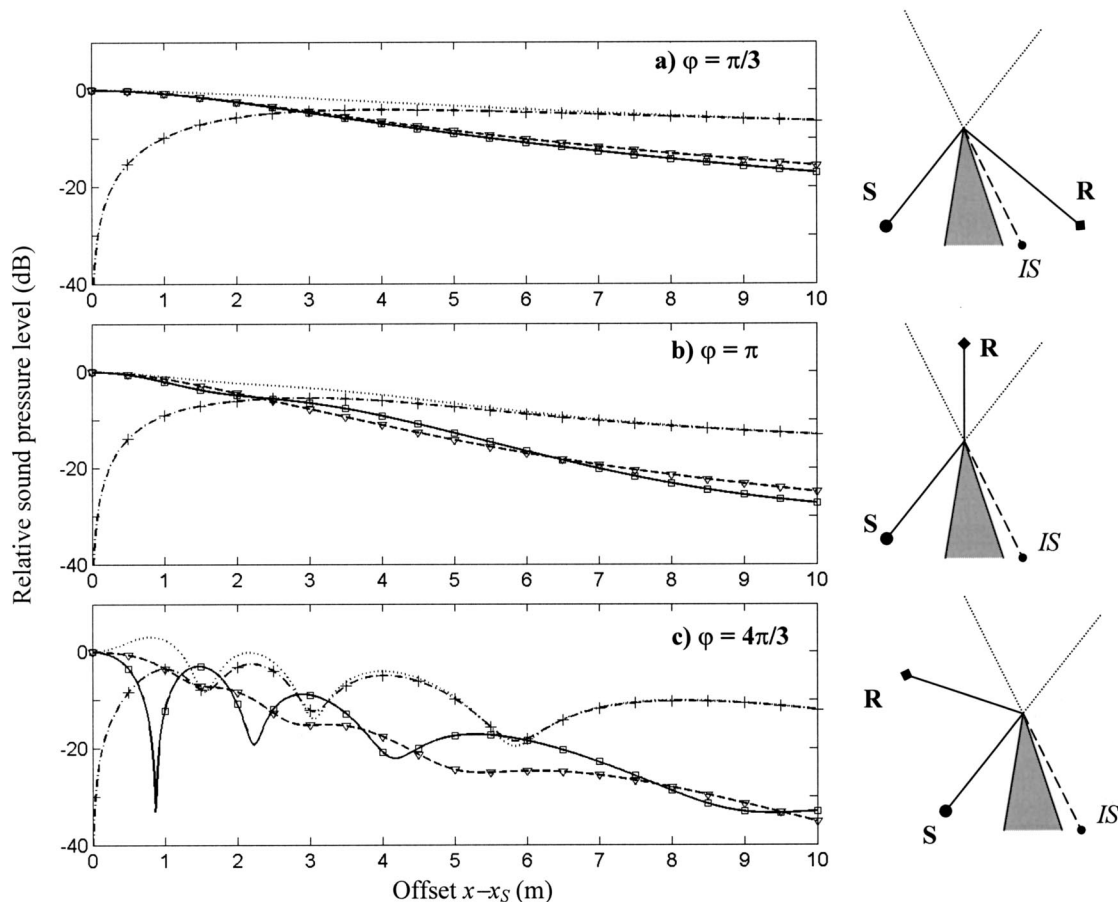 Relative sound pressure level (dB)
a) φ = π/3
0
-20
-40
0 1 2 3 4 5 6 7 8 9 10
S
R
IS
b) φ = π
0
-20
-40
0 1 2 3 4 5 6 7 8 9 10
R
S
IS
c) φ = 4π/3
0
-20
-40
0 1 2 3 4 5 6 7 8 9 10
Offset x–xS (m)
R
S
IS